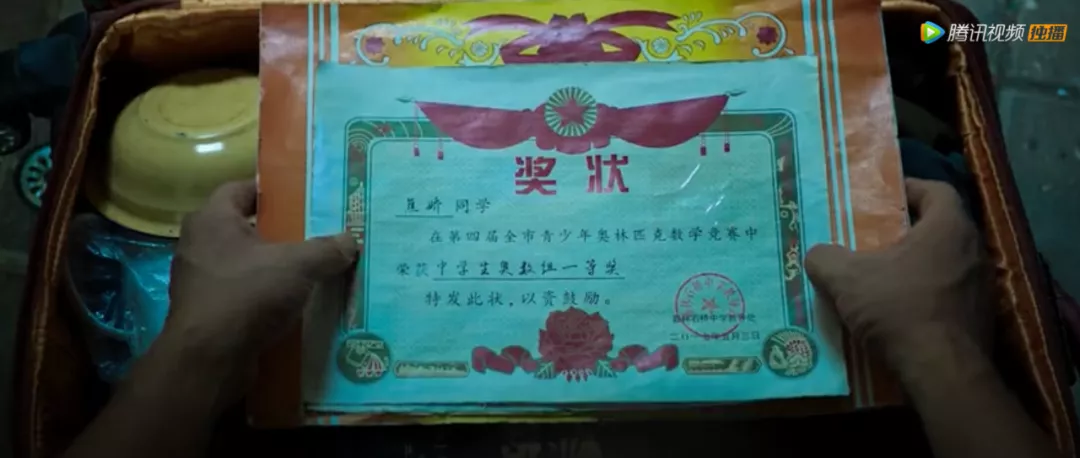 腾讯视频 独播
奖状
焦娇同学
在第四届全市青少年奥林匹克数学竞赛中
荣获中学生奥数组一等奖
特发此状，以资鼓励。